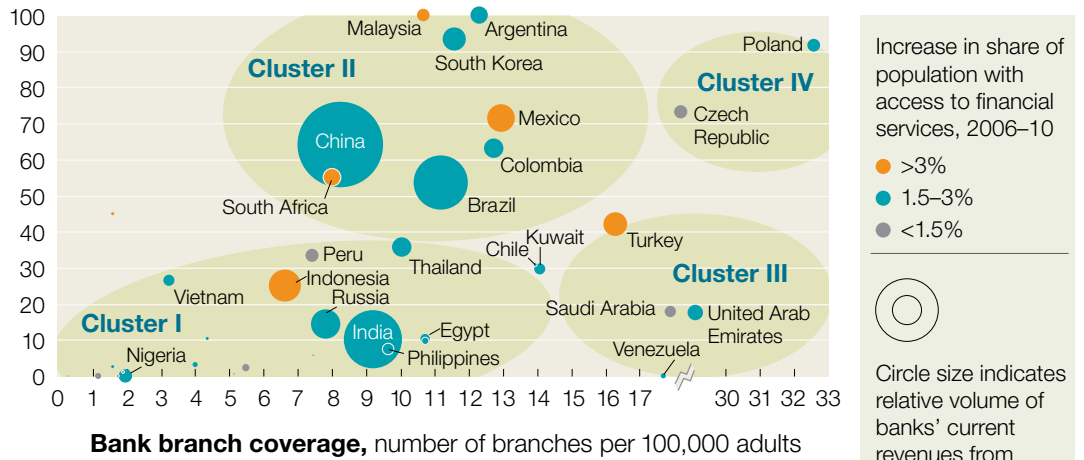 100
90
80
70
60
50
40
30
20
10
0
Malaysia
Argentina
South Korea
Poland
Cluster II
Cluster IV
Czech
Republic
Mexico
China
Colombia
South Africa
Brazil
Turkey
Kuwait
Chile
Thailand
Peru
Indonesia
Vietnam
Russia
Cluster III
Saudi Arabia
United Arab
Emirates
Cluster I
India
Egypt
Philippines
Nigeria
Venezuela
0 1 2 3 4 5 6 7 8 9 10 11 12 13 14 15 16 17 30 31 32 33
Bank branch coverage, number of branches per 100,000 adults
Increase in share of
population with
access to financial
services, 2006–10
>3%
1.5–3%
<1.5%
Circle size indicates
relative volume of
banks’ current
revenues from